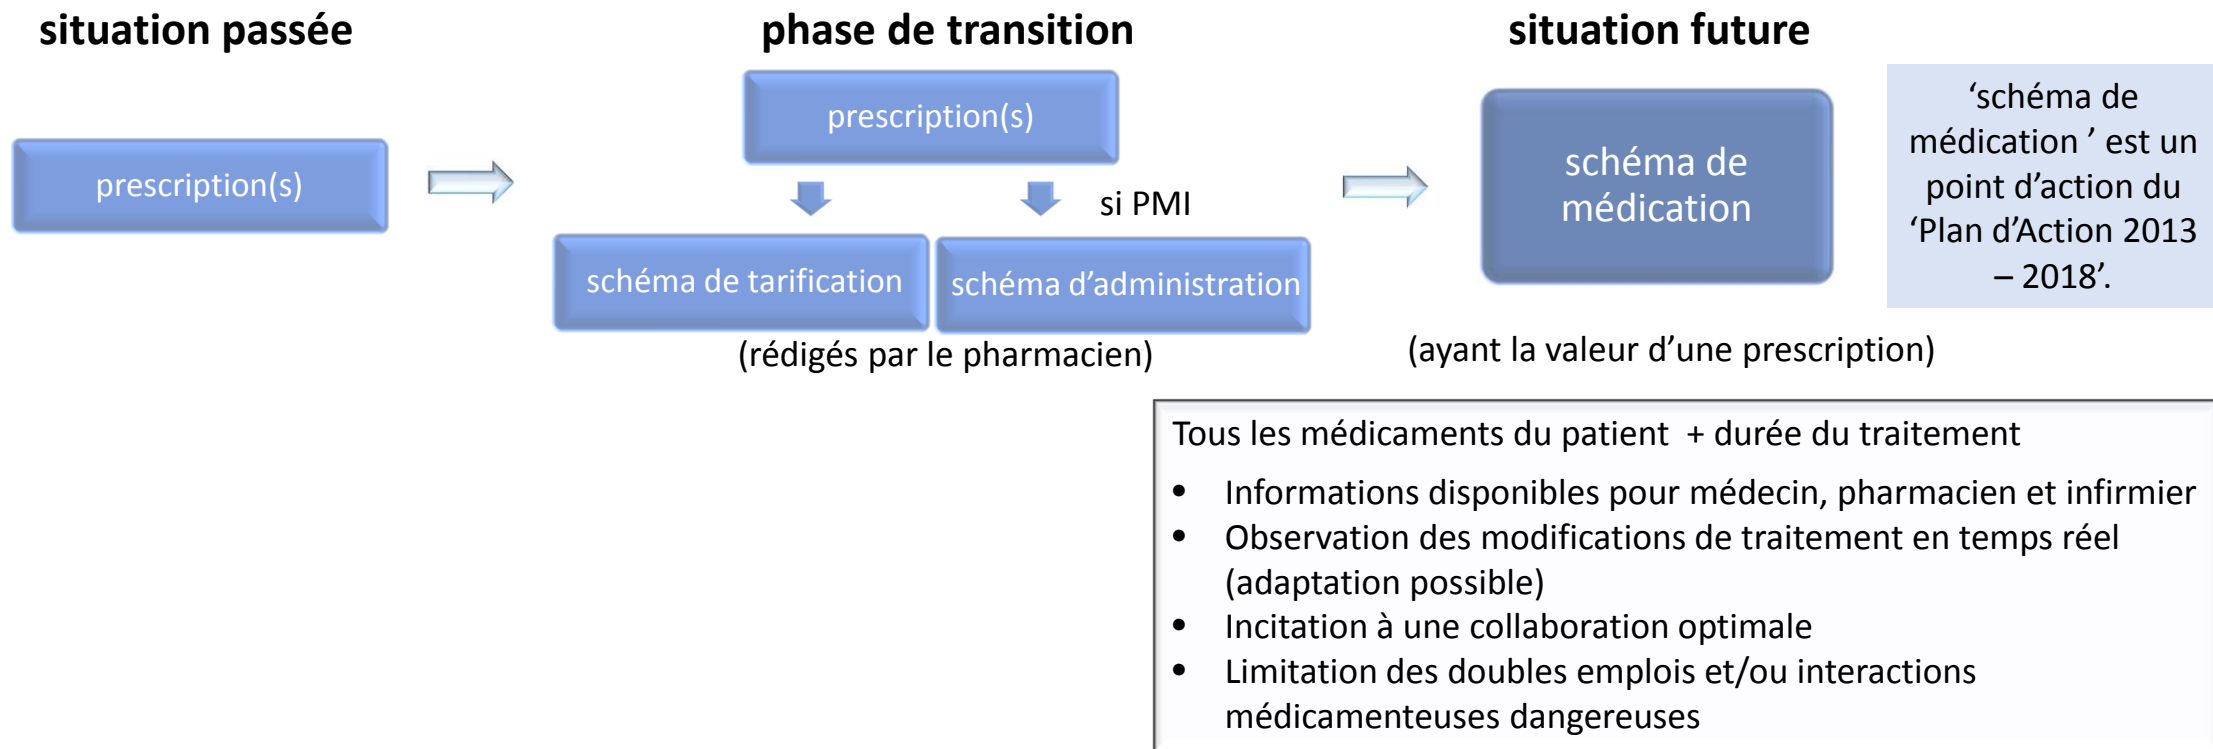 situation passée
prescription(s)
phase de transition
prescription(s)
si PMI
schéma de tarification
schéma d’administration
(rédigés par le pharmacien)
situation future
schéma de
médication
(ayant la valeur d’une prescription)
‘schéma de
médication ’ est un
point d’action du
‘Plan d’Action 2013
– 2018’.
Tous les médicaments du patient + durée du traitement
• Informations disponibles pour médecin, pharmacien et infirmier
• Observation des modifications de traitement en temps réel
(adaptation possible)
• Incitation à une collaboration optimale
• Limitation des doubles emplois et/ou interactions
médicamenteuses dangereuses